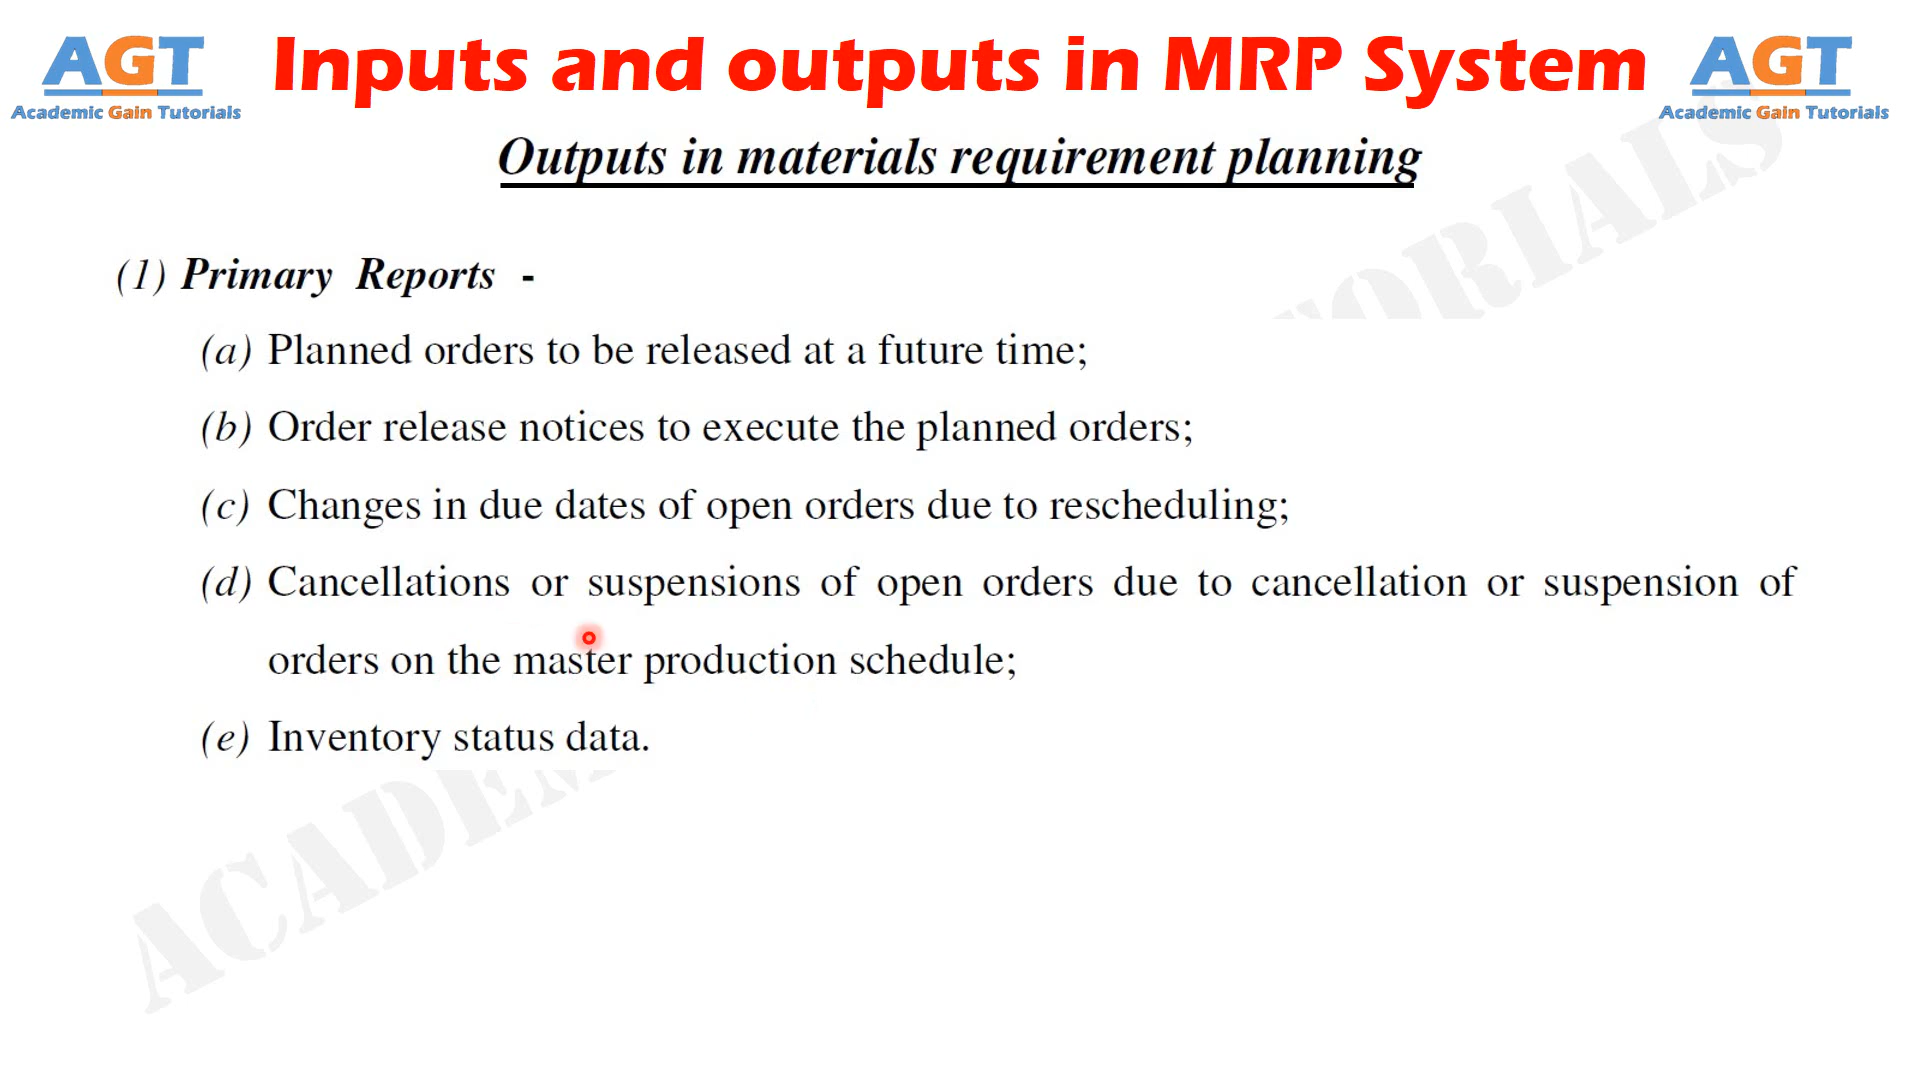 AGT
Academic Gain Tutorials
Inputs and outputs in MRP System
AGT
Academic Gain Tutorials
Outputs in materials requirement planning
(1) Primary Reports -
(a) Planned orders to be released at a future time;
(b) Order release notices to execute the planned orders;
(c) Changes in due dates of open orders due to rescheduling;
(d) Cancellations or suspensions of open orders due to cancellation or suspension of
orders on the master production schedule;
(e) Inventory status data.